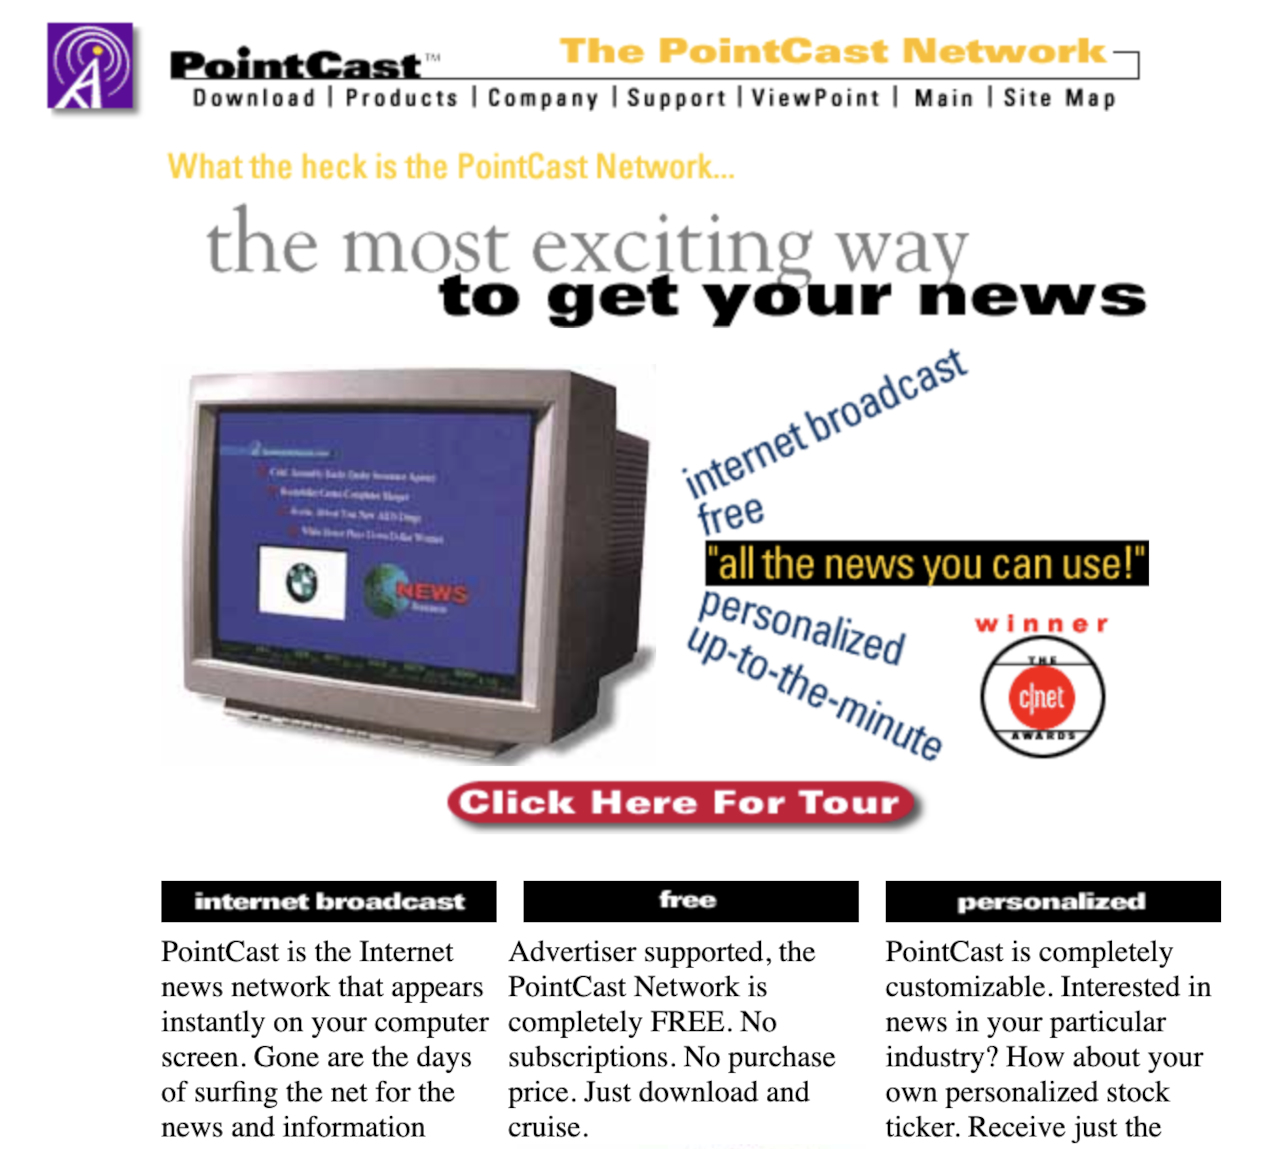 PointCast™
The PointCast Network
Download | Products | Company | Support | ViewPoint | Main | Site Map
What the heck is the PointCast Network...
the most exciting way
to get your news
NEWS
Business
internet broadcast
free
"all the news you can use!"
personalized
up-to-the-minute
winner
THE
c|net
AWARDS
Click Here For Tour
internet broadcast
PointCast is the Internet
news network that appears
instantly on your computer
screen. Gone are the days
of surfing the net for the
news and information
free
Advertiser supported, the
PointCast Network is
completely FREE. No
subscriptions. No purchase
price. Just download and
cruise.
personalized
PointCast is completely
customizable. Interested in
news in your particular
industry? How about your
own personalized stock
ticker. Receive just the